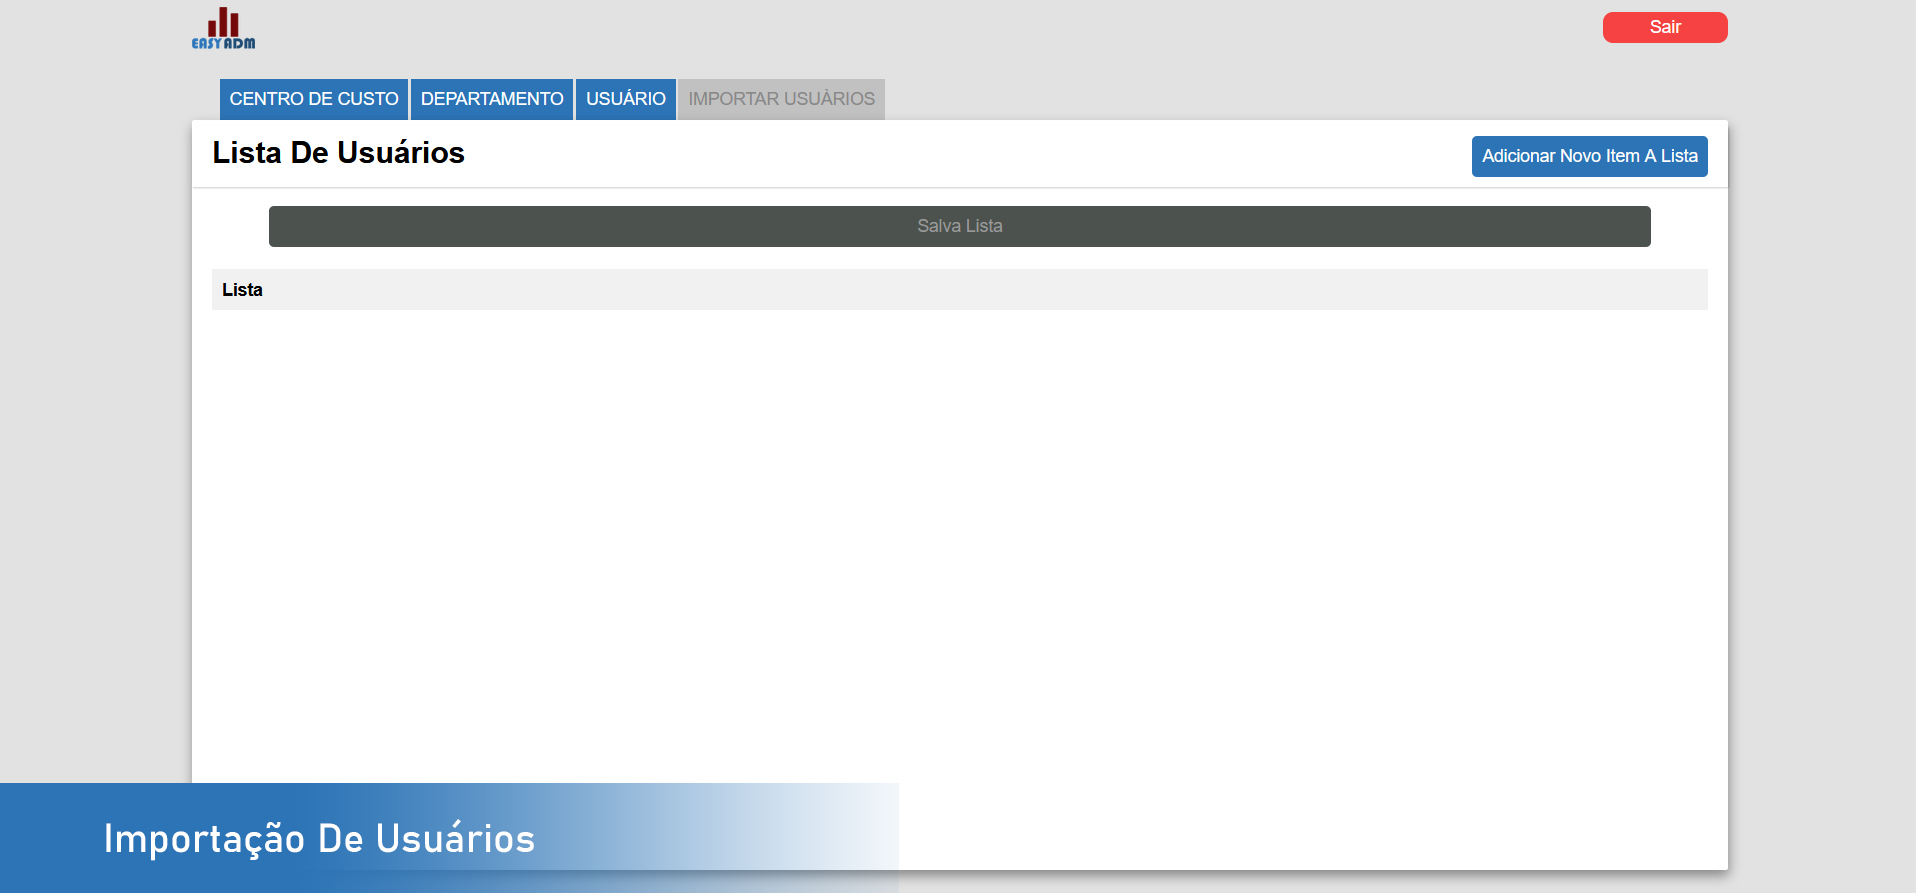 EASY ADM
Sair
CENTRO DE CUSTO DEPARTAMENTO USUÁRIO IMPORTAR USUÁRIOS
Lista De Usuários
Adicionar Novo Item A Lista
Salva Lista
Lista
Importação De Usuários